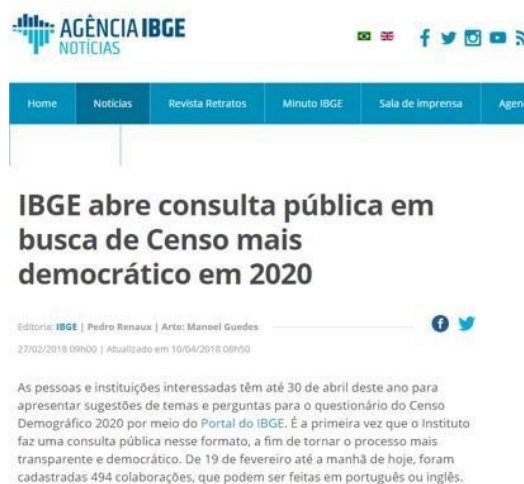 AGÊNCIA IBGE
NOTÍCIAS
Home Notícias Revista Retratos Minuto IBGE Sala de imprensa Agen
IBGE abre consulta pública em
busca de Censo mais
democrático em 2020
Editoria: IBGE | Pedro Renaux | Arte: Manoel Guedes
27/02/2018 09h00 | Atualizado em 10/04/2018 08h50
As pessoas e instituições interessadas têm até 30 de abril deste ano para
apresentar sugestões de temas e perguntas para o questionário do Censo
Demográfico 2020 por meio do Portal do IBGE. É a primeira vez que o Instituto
faz uma consulta pública nesse formato, a fim de tornar o processo mais
transparente e democrático. De 19 de fevereiro até a manhã de hoje, foram
cadastradas 494 colaborações, que podem ser feitas em português ou inglês.